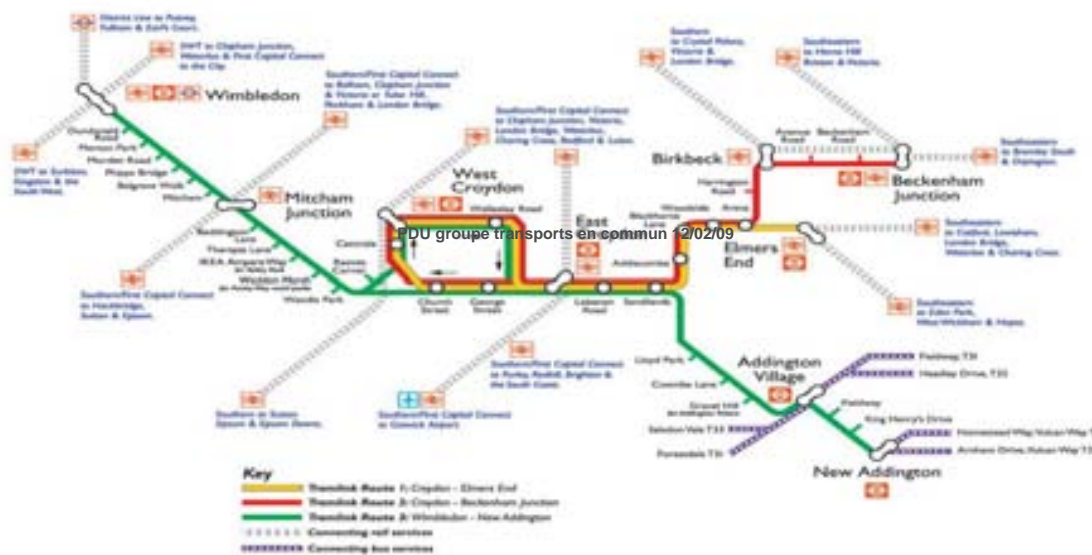 District Line to Putney,
Fulham & Earl's Court.
SWT to Clapham Junction,
Waterloo & First Capital Connect
to the City
Wimbledon
Dundonald
Road
Merton Park
Morden Road
Phipps Bridge
Belgrave Walk
Mitcham
SWT to Surbiton,
Kingston & the
South West.
Mitcham
Junction
Southern/First Capital Connect
to Balham, Clapham Junction
& Victoria or Tulse Hill,
Peckham & London Bridge.
Beddington
Lane
Therapia Lane
IKEA Ampere Way
Waddon Marsh
Wandle Park
Southern/First Capital Connect
to Hackbridge,
Sutton & Epsom.
Southern/First Capital Connect
to Clapham Junction, Victoria,
London Bridge, Waterloo,
Charing Cross, Bedford & Luton.
West
Croydon
Wellesley Road
Centrale
Reeves
Corner
Church
Street
George
Street
East
PDU groupe transports en commun 12/02/09
Lebanon
Road
Sandilands
Addiscombe
Blackhorse
Lane
Woodside
Arena
Elmers
End
Harrington
Road
Birkbeck
Avenue
Road
Beckenham
Road
Beckenham
Junction
Southern
to Crystal Palace,
Victoria &
London Bridge.
Southeastern
to Herne Hill
Brixton & Victoria.
Southeastern
to Bromley South
& Orpington.
Southeastern
to Catford, Lewisham,
London Bridge,
Waterloo & Charing Cross.
Southeastern
to Eden Park,
West Wickham & Hayes.
Southern to Sutton
Epsom & Epsom Downs.
Southern/First Capital Connect
to Gatwick Airport.
Southern/First Capital Connect
to Purley, Redhill, Brighton &
the South Coast.
Lloyd Park
Coombe Lane
Gravel Hill
Addington
Village
Fieldway, T31
Headley Drive, T32
Selsdon Vale T33
Forestdale T31
Fieldway
King Henry's Drive
New Addington
Homestead Way, Vulcan Way
Arnhem Drive, Vulcan Way
Key
Tramlink Route 1: Croydon - Elmers End
Tramlink Route 2: Croydon - Beckenham Junction
Tramlink Route 3: Wimbledon - New Addington
Connecting rail services
Connecting bus services